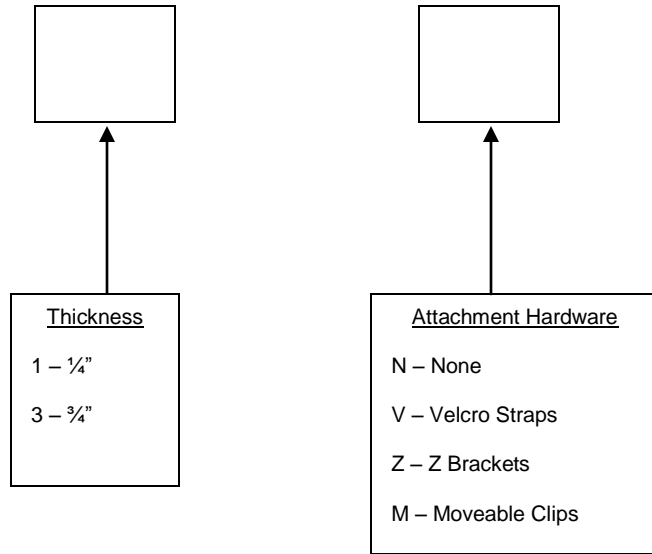 Thickness
1 – ¼”
3 – ¾”
Attachment Hardware
N – None
V – Velcro Straps
Z – Z Brackets
M – Moveable Clips